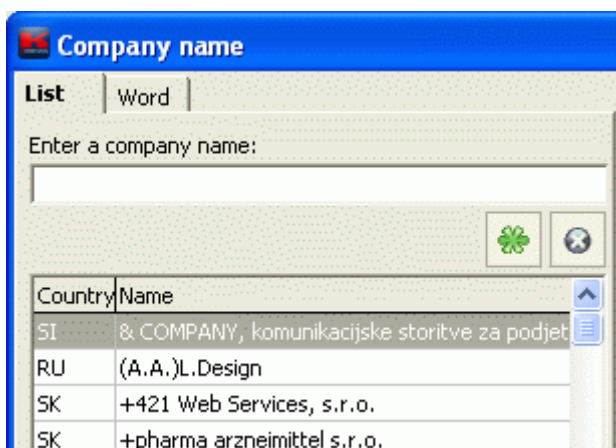 Company name
List Word
Enter a company name:
Country Name
SI & COMPANY, komunikacijske storitve za podjet
RU (A.A.)L.Design
SK +421 Web Services, s.r.o.
SK +pharma arzneimittel s.r.o.